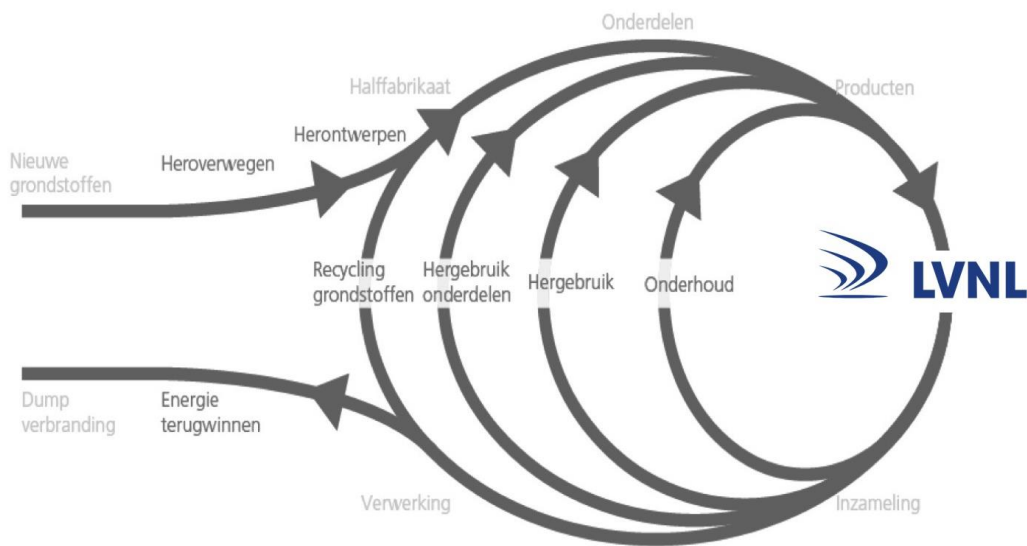 Onderdelen
Halffabrikaat
Producten
Herontwerpen
Nieuwe
grondstoffen
Heroverwegen
Recycling
grondstoffen
Hergebruik
onderdelen
Hergebruik
Onderhoud
LVNL
Dump
verbranding
Energie
terugwinnen
Verwerking
Inzameling